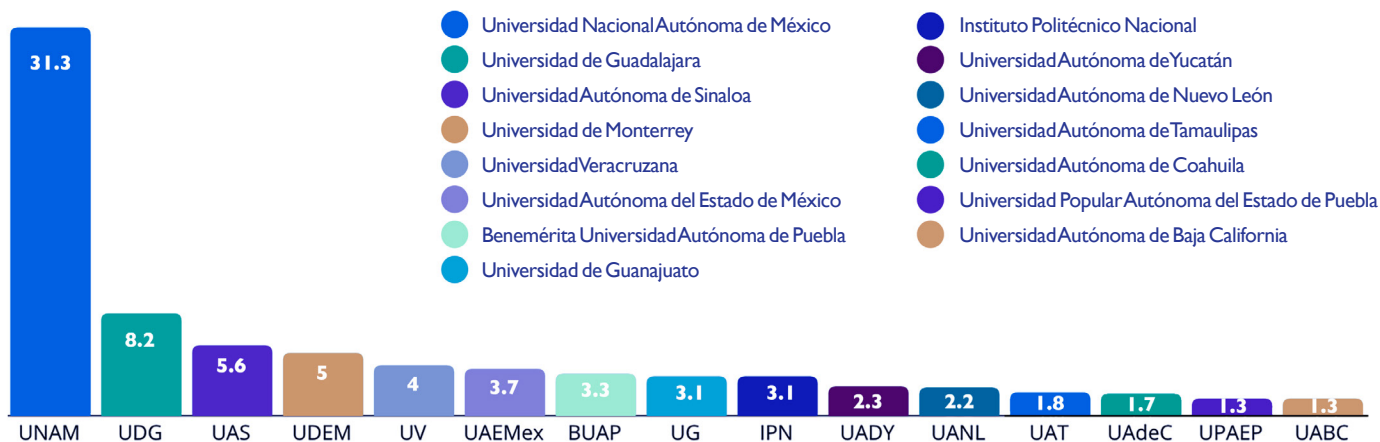 Universidad Nacional Autónoma de México
Universidad de Guadalajara
Universidad Autónoma de Sinaloa
Universidad de Monterrey
Universidad Veracruzana
Universidad Autónoma del Estado de México
Benemérita Universidad Autónoma de Puebla
Universidad de Guanajuato
Instituto Politécnico Nacional
Universidad Autónoma de Yucatán
Universidad Autónoma de Nuevo León
Universidad Autónoma de Tamaulipas
Universidad Autónoma de Coahuila
Universidad Popular Autónoma del Estado de Puebla
Universidad Autónoma de Baja California
31.3 8.2 5.6 5 4 3.7 3.3 3.1 3.1 2.3 2.2 1.8 1.7 1.3 1.3
UNAM UDG UAS UDEM UV UAEMex BUAP UG IPN UADY UANL UAT UAdeC UPAEP UABC